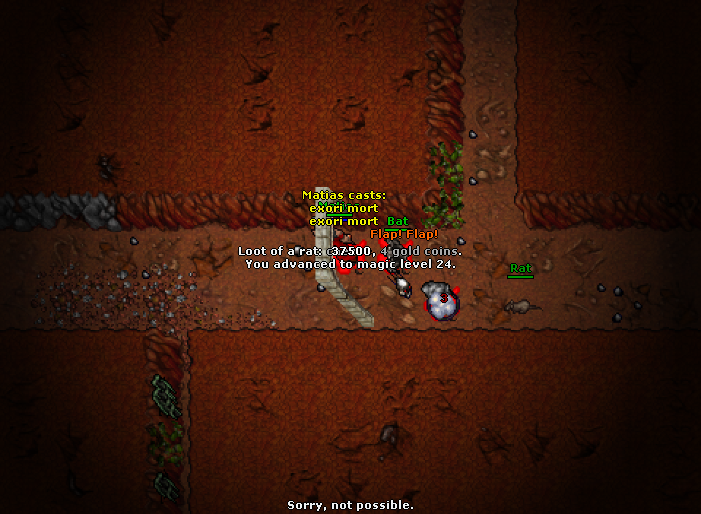 Matias casts:
exori mort
exori mort
Bat
Flap! Flap!
Loot of a rat: 37500, 4 gold coins.
You advanced to magic level 24.
Rat
Sorry, not possible.